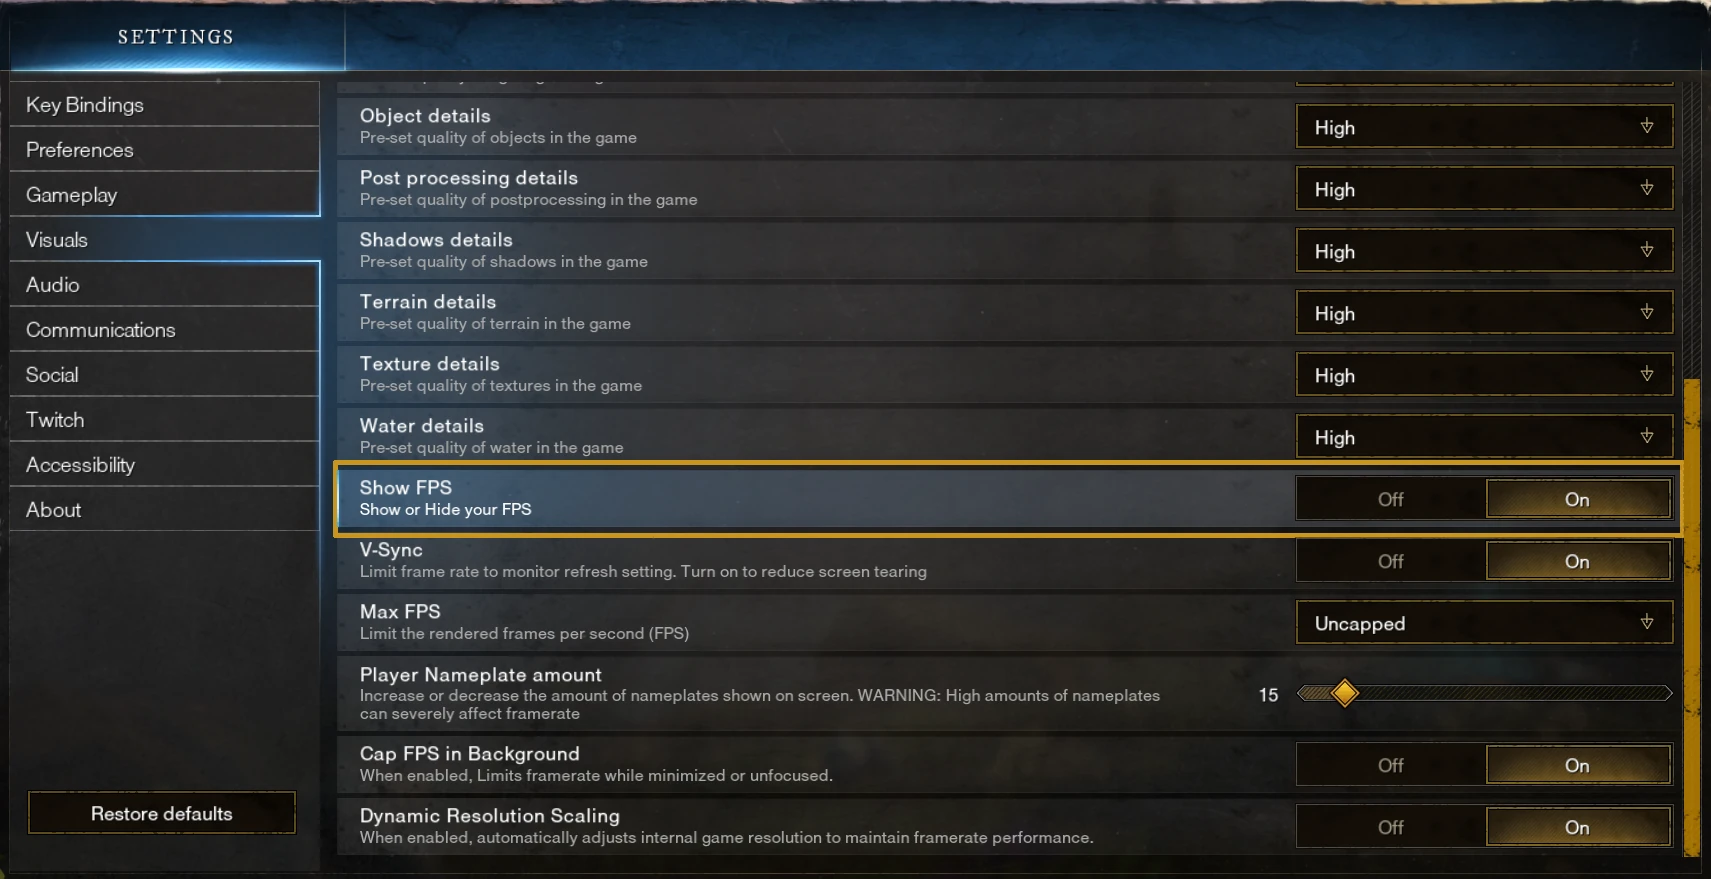 SETTINGS
Key Bindings
Preferences
Gameplay
Visuals
Audio
Communications
Social
Twitch
Accessibility
About
Restore defaults
Object details
Pre-set quality of objects in the game
High
Post processing details
Pre-set quality of postprocessing in the game
High
Shadows details
Pre-set quality of shadows in the game
High
Terrain details
Pre-set quality of terrain in the game
High
Texture details
Pre-set quality of textures in the game
High
Water details
Pre-set quality of water in the game
High
Show FPS
Show or Hide your FPS
Off On
V-Sync
Limit frame rate to monitor refresh setting. Turn on to reduce screen tearing
Off On
Max FPS
Limit the rendered frames per second (FPS)
Uncapped
Player Nameplate amount
Increase or decrease the amount of nameplates shown on screen. WARNING: High amounts of nameplates
can severely affect framerate
15
Cap FPS in Background
When enabled, Limits framerate while minimized or unfocused.
Off On
Dynamic Resolution Scaling
When enabled, automatically adjusts internal game resolution to maintain framerate performance.
Off On